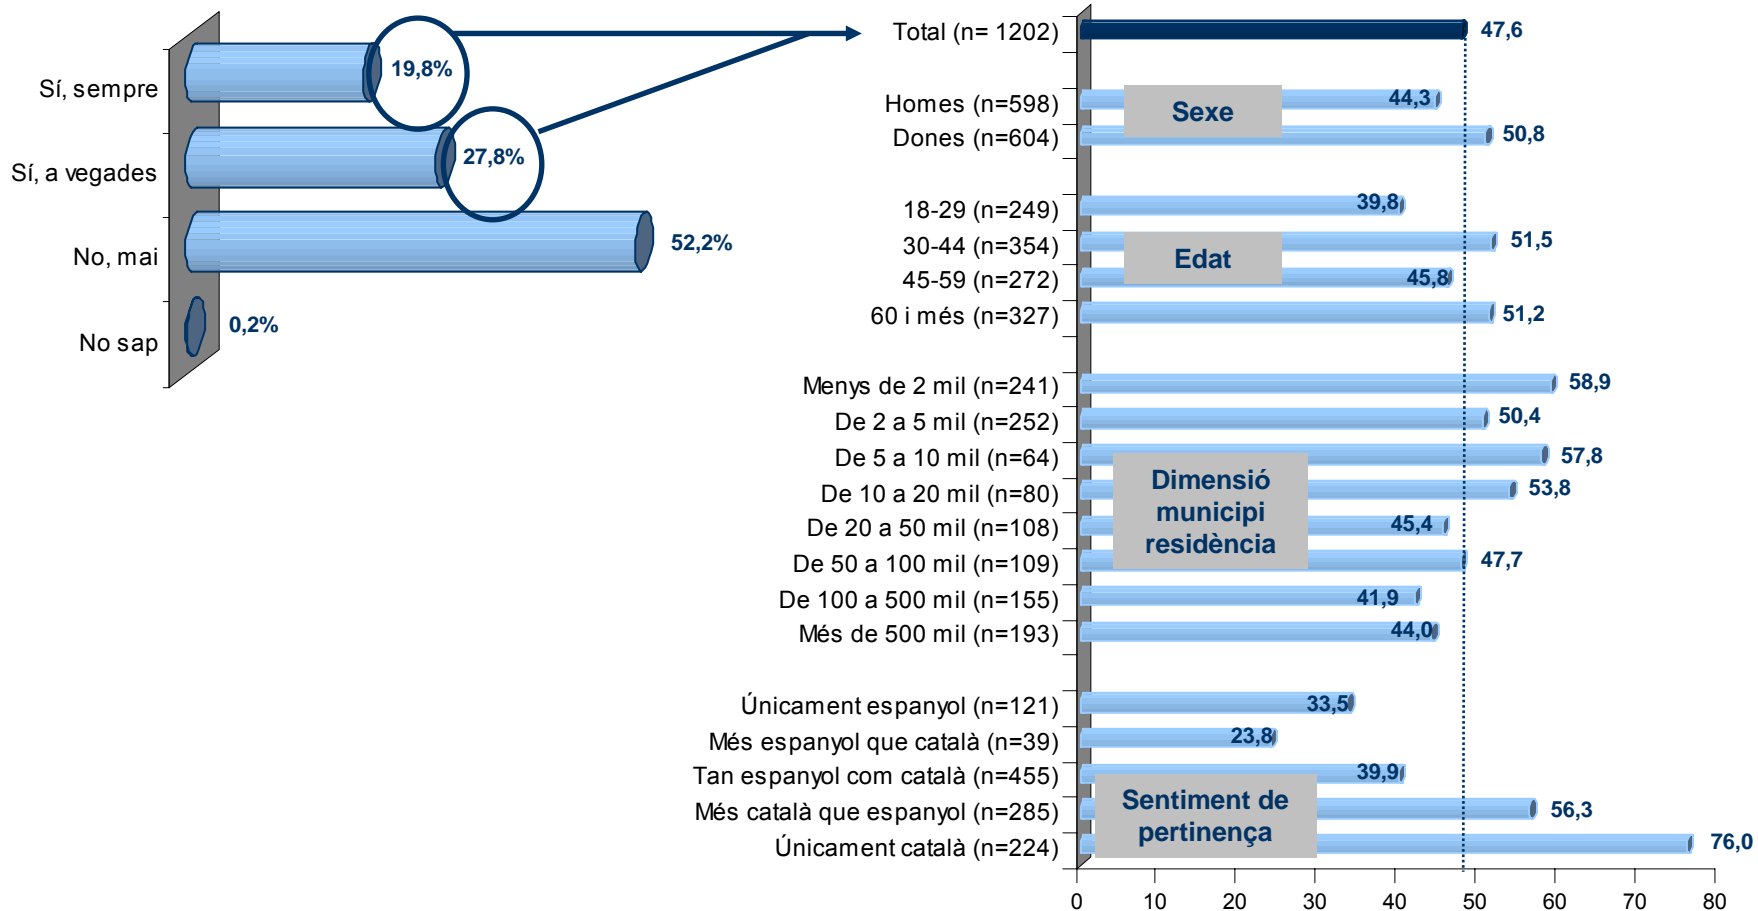 Sí, sempre 19,8%
Sí, a vegades 27,8%
No, mai 52,2%
No sap 0,2%
Total (n= 1202) 47,6
Sexe
Homes (n=598) 44,3
Dones (n=604) 50,8
Edat
18-29 (n=249) 39,8
30-44 (n=354) 51,5
45-59 (n=272) 45,8
60 i més (n=327) 51,2
Dimensió
municipi
residència
Menys de 2 mil (n=241) 58,9
De 2 a 5 mil (n=252) 50,4
De 5 a 10 mil (n=64) 57,8
De 10 a 20 mil (n=80) 53,8
De 20 a 50 mil (n=108) 45,4
De 50 a 100 mil (n=109) 47,7
De 100 a 500 mil (n=155) 41,9
Més de 500 mil (n=193) 44,0
Sentiment de
pertinença
Únicament espanyol (n=121) 33,5
Més espanyol que català (n=39) 23,8
Tan espanyol com català (n=455) 39,9
Més català que espanyol (n=285) 56,3
Únicament català (n=224) 76,0
0 10 20 30 40 50 60 70 80